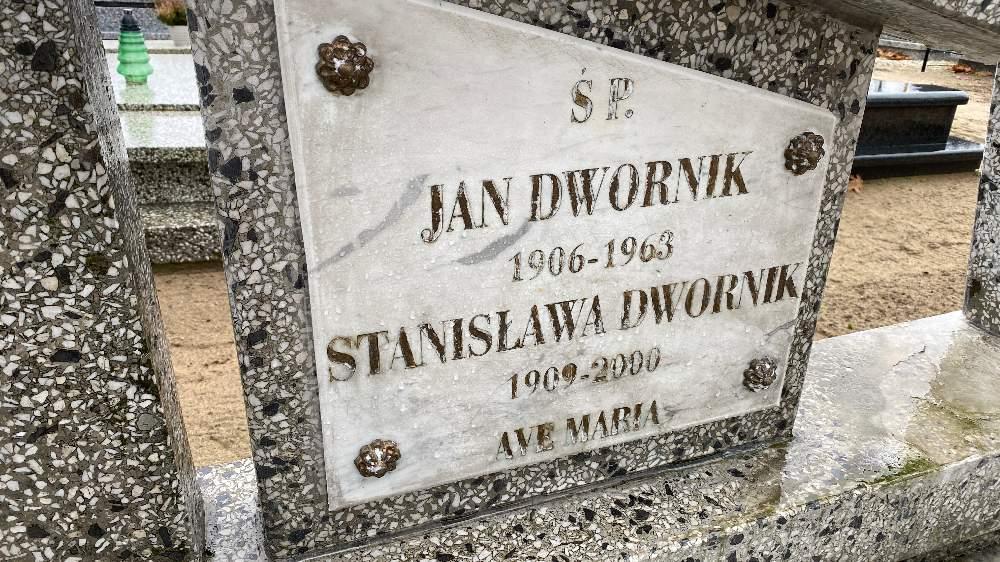 Ś P.
JAN DWORNIK
1906-1963
STANISŁAWA DWORNIK
1909-2000
AVE MARIA